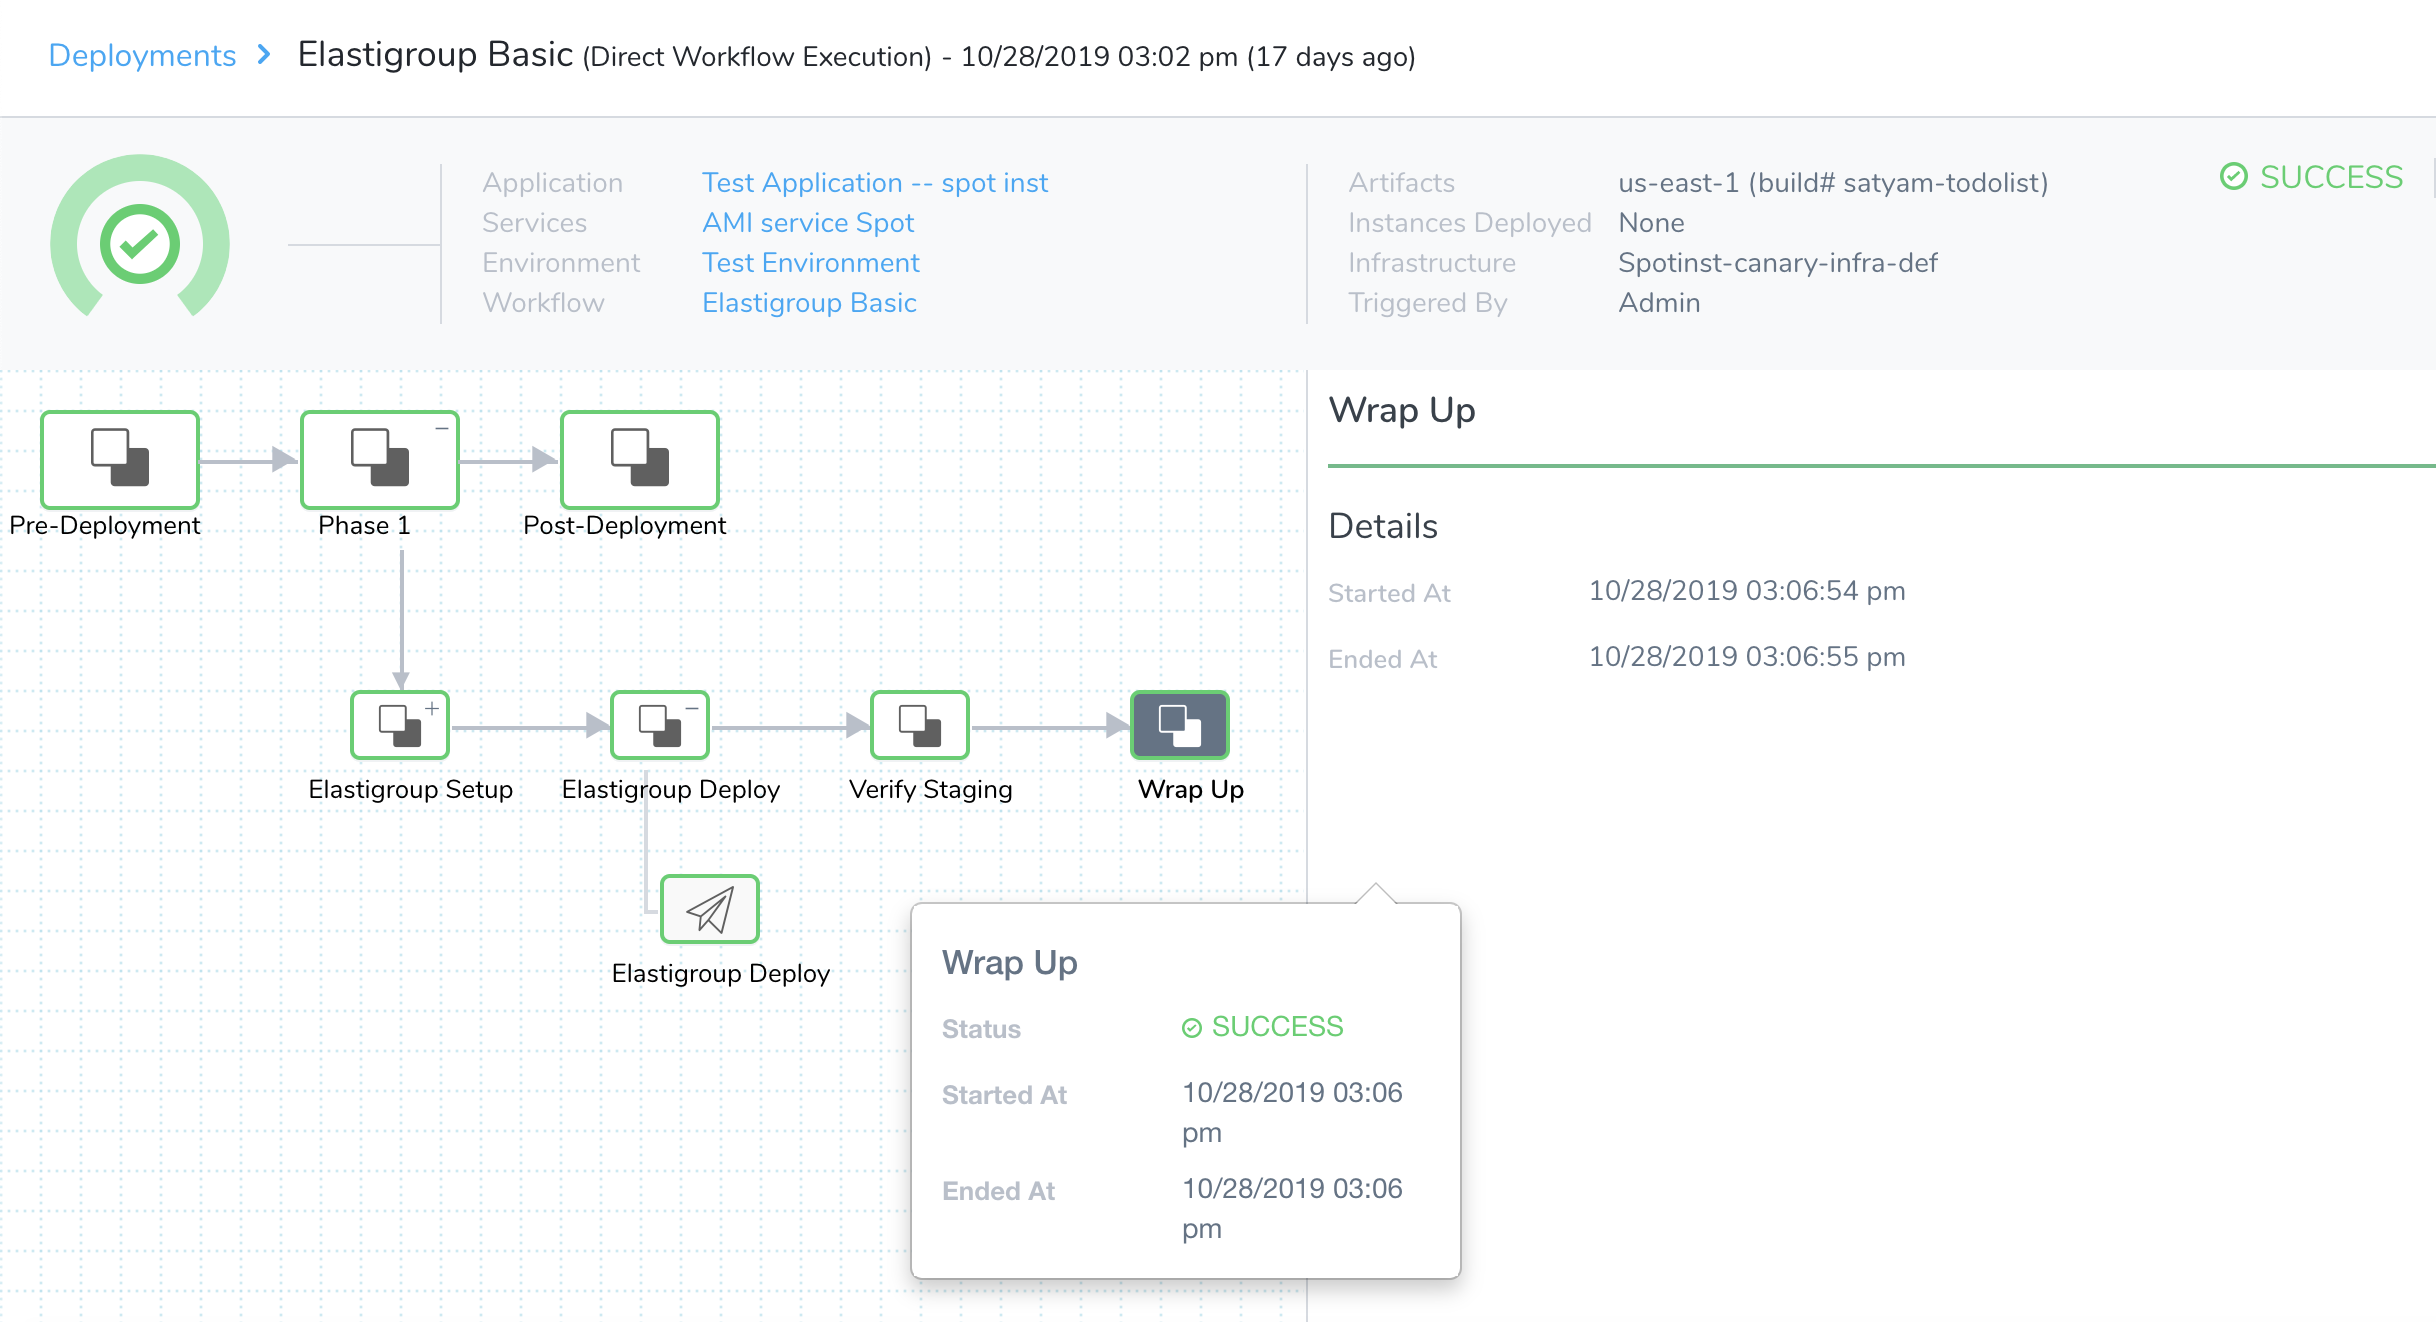 Deployments > Elastigroup Basic (Direct Workflow Execution) - 10/28/2019 03:02 pm (17 days ago)
Application Test Application -- spot inst
Services AMI service Spot
Environment Test Environment
Workflow Elastigroup Basic
Artifacts us-east-1 (build# satyam-todolist)
Instances Deployed None
Infrastructure Spotinst-canary-infra-def
Triggered By Admin
SUCCESS
Pre-Deployment Phase 1 Post-Deployment
Elastigroup Setup Elastigroup Deploy Verify Staging Wrap Up
Elastigroup Deploy
Wrap Up
Details
Started At 10/28/2019 03:06:54 pm
Ended At 10/28/2019 03:06:55 pm
Wrap Up
Status SUCCESS
Started At 10/28/2019 03:06
pm
Ended At 10/28/2019 03:06
pm